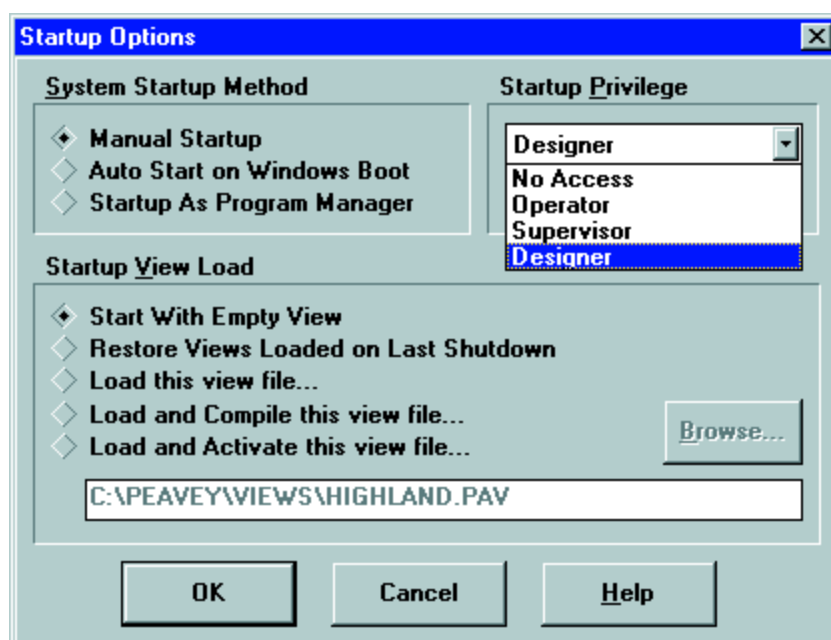 Startup Options
System Startup Method
Manual Startup
Auto Start on Windows Boot
Startup As Program Manager
Startup Privilege
Designer
No Access
Operator
Supervisor
Designer
Startup View Load
Start With Empty View
Restore Views Loaded on Last Shutdown
Load this view file...
Load and Compile this view file...
Load and Activate this view file...
Browse...
C:\PEAVEY\VIEWS\HIGHLAND.PAV
OK
Cancel
Help